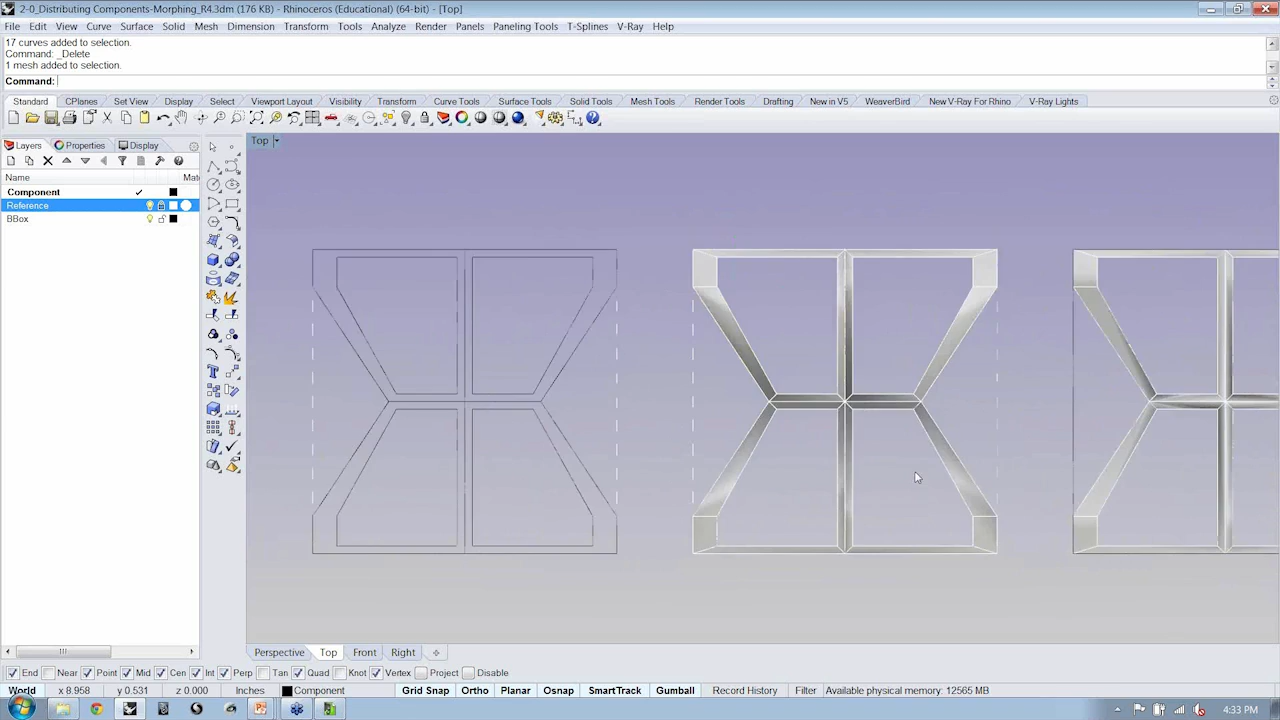 2-0_Distributing Components-Morphing_R4.3dm (176 KB) - Rhinoceros (Educational) (64-bit) - [Top]
File Edit View Curve Surface Solid Mesh Dimension Transform Tools Analyze Render Panels Paneling Tools T-Splines V-Ray Help
17 curves added to selection.
Command: _Delete
1 mesh added to selection.
Command:
Standard CPlanes Set View Display Select Viewport Layout Visibility Transform Curve Tools Surface Tools Solid Tools Mesh Tools Render Tools Drafting New in V5 WeaverBird New V-Ray For Rhino V-Ray Lights
Layers Properties Display
Top
Name Mate
Component
Reference
BBox
Perspective Top Front Right
End Near Point Mid Cen Int Perp Tan Quad Knot Vertex Project Disable
World x 8.958 y 0.531 z 0.000 Inches Component Grid Snap Ortho Planar Osnap SmartTrack Gumball Record History Filter Available physical memory: 12565 MB
4:33 PM